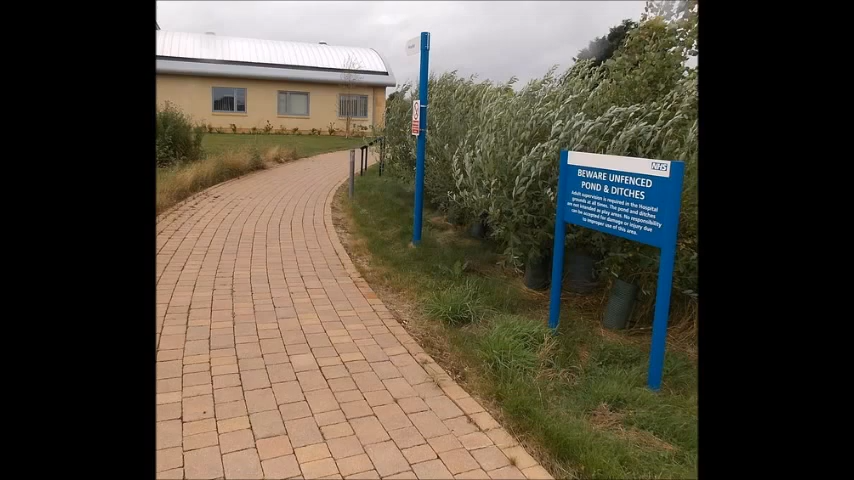 NHS
BEWARE UNFENCED
POND & DITCHES
Adult supervision is required in the Hospital
grounds at all times. The pond and ditches
are not intended as play areas. No responsibility
can be accepted for damage or injury due
to improper use of this area.